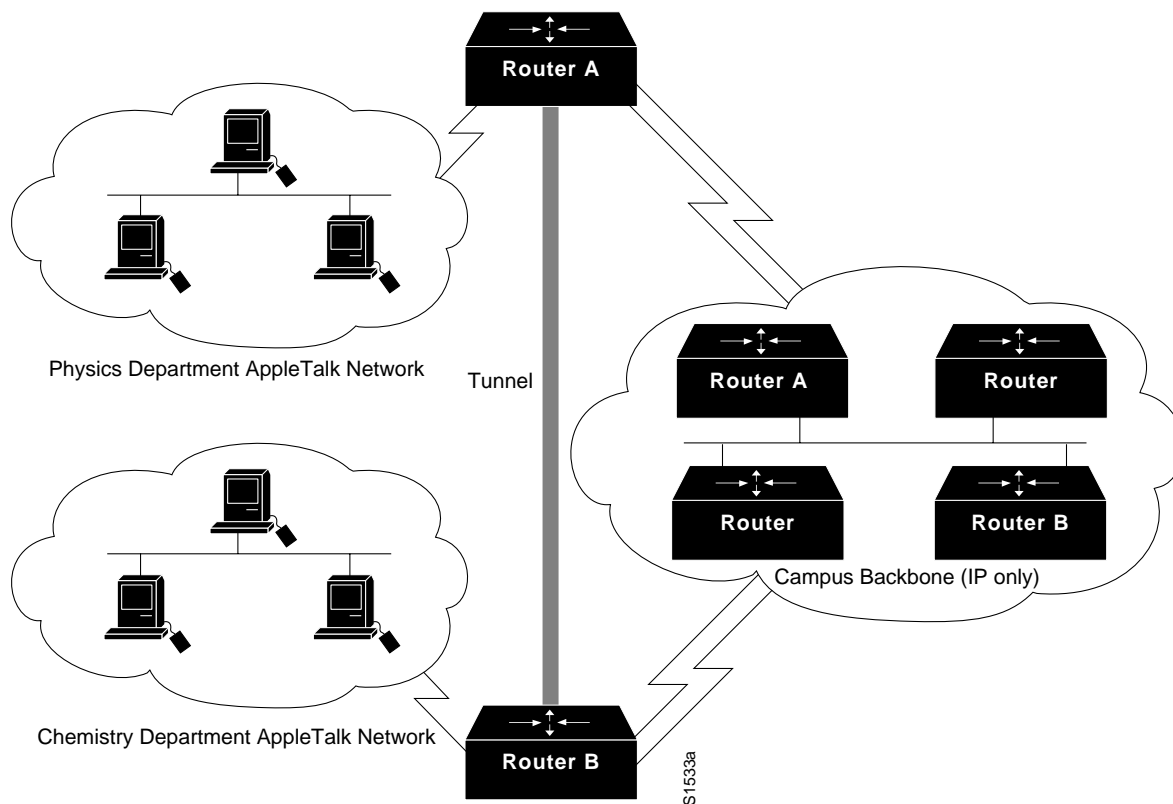 Router A
Physics Department AppleTalk Network
Tunnel
Router A
Router
Router
Router B
Campus Backbone (IP only)
Chemistry Department AppleTalk Network
Router B
S1533a